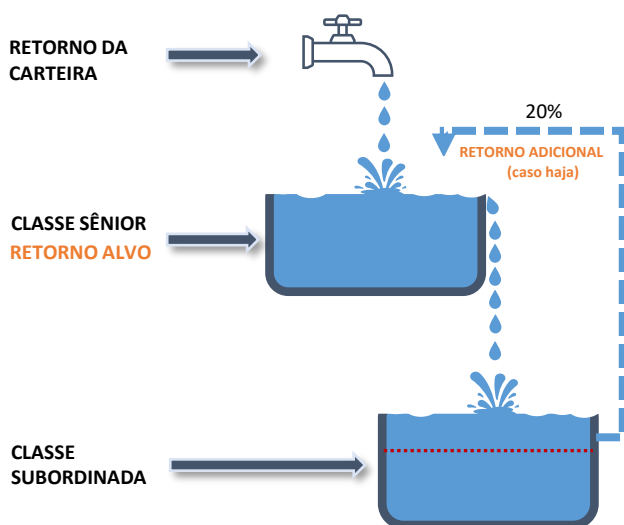 RETORNO DA
CARTEIRA
20%
RETORNO ADICIONAL
(caso haja)
CLASSE SÊNIOR
RETORNO ALVO
CLASSE
SUBORDINADA